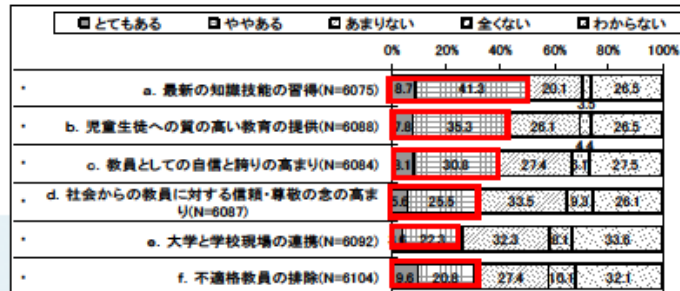 とてもある ややある あまりない 全くない わからない
0% 20% 40% 60% 80% 100%
a. 最新の知識技能の習得(N=6075) 8.7 41.3 20.1 3.5 26.5
b. 児童生徒への質の高い教育の提供(N=6088) 7.8 35.3 26.1 4.4 26.5
c. 教員としての自信と誇りの高まり(N=6084) 8.1 30.8 27.4 6.1 27.5
d. 社会からの教員に対する信頼・尊敬の念の高ま
り(N=6087) 5.6 25.5 33.5 9.3 26.1
e. 大学と学校現場の連携(N=6092) 22.3 32.3 8.1 33.6
f. 不適格教員の排除(N=6104) 9.6 20.8 27.4 10.1 32.1